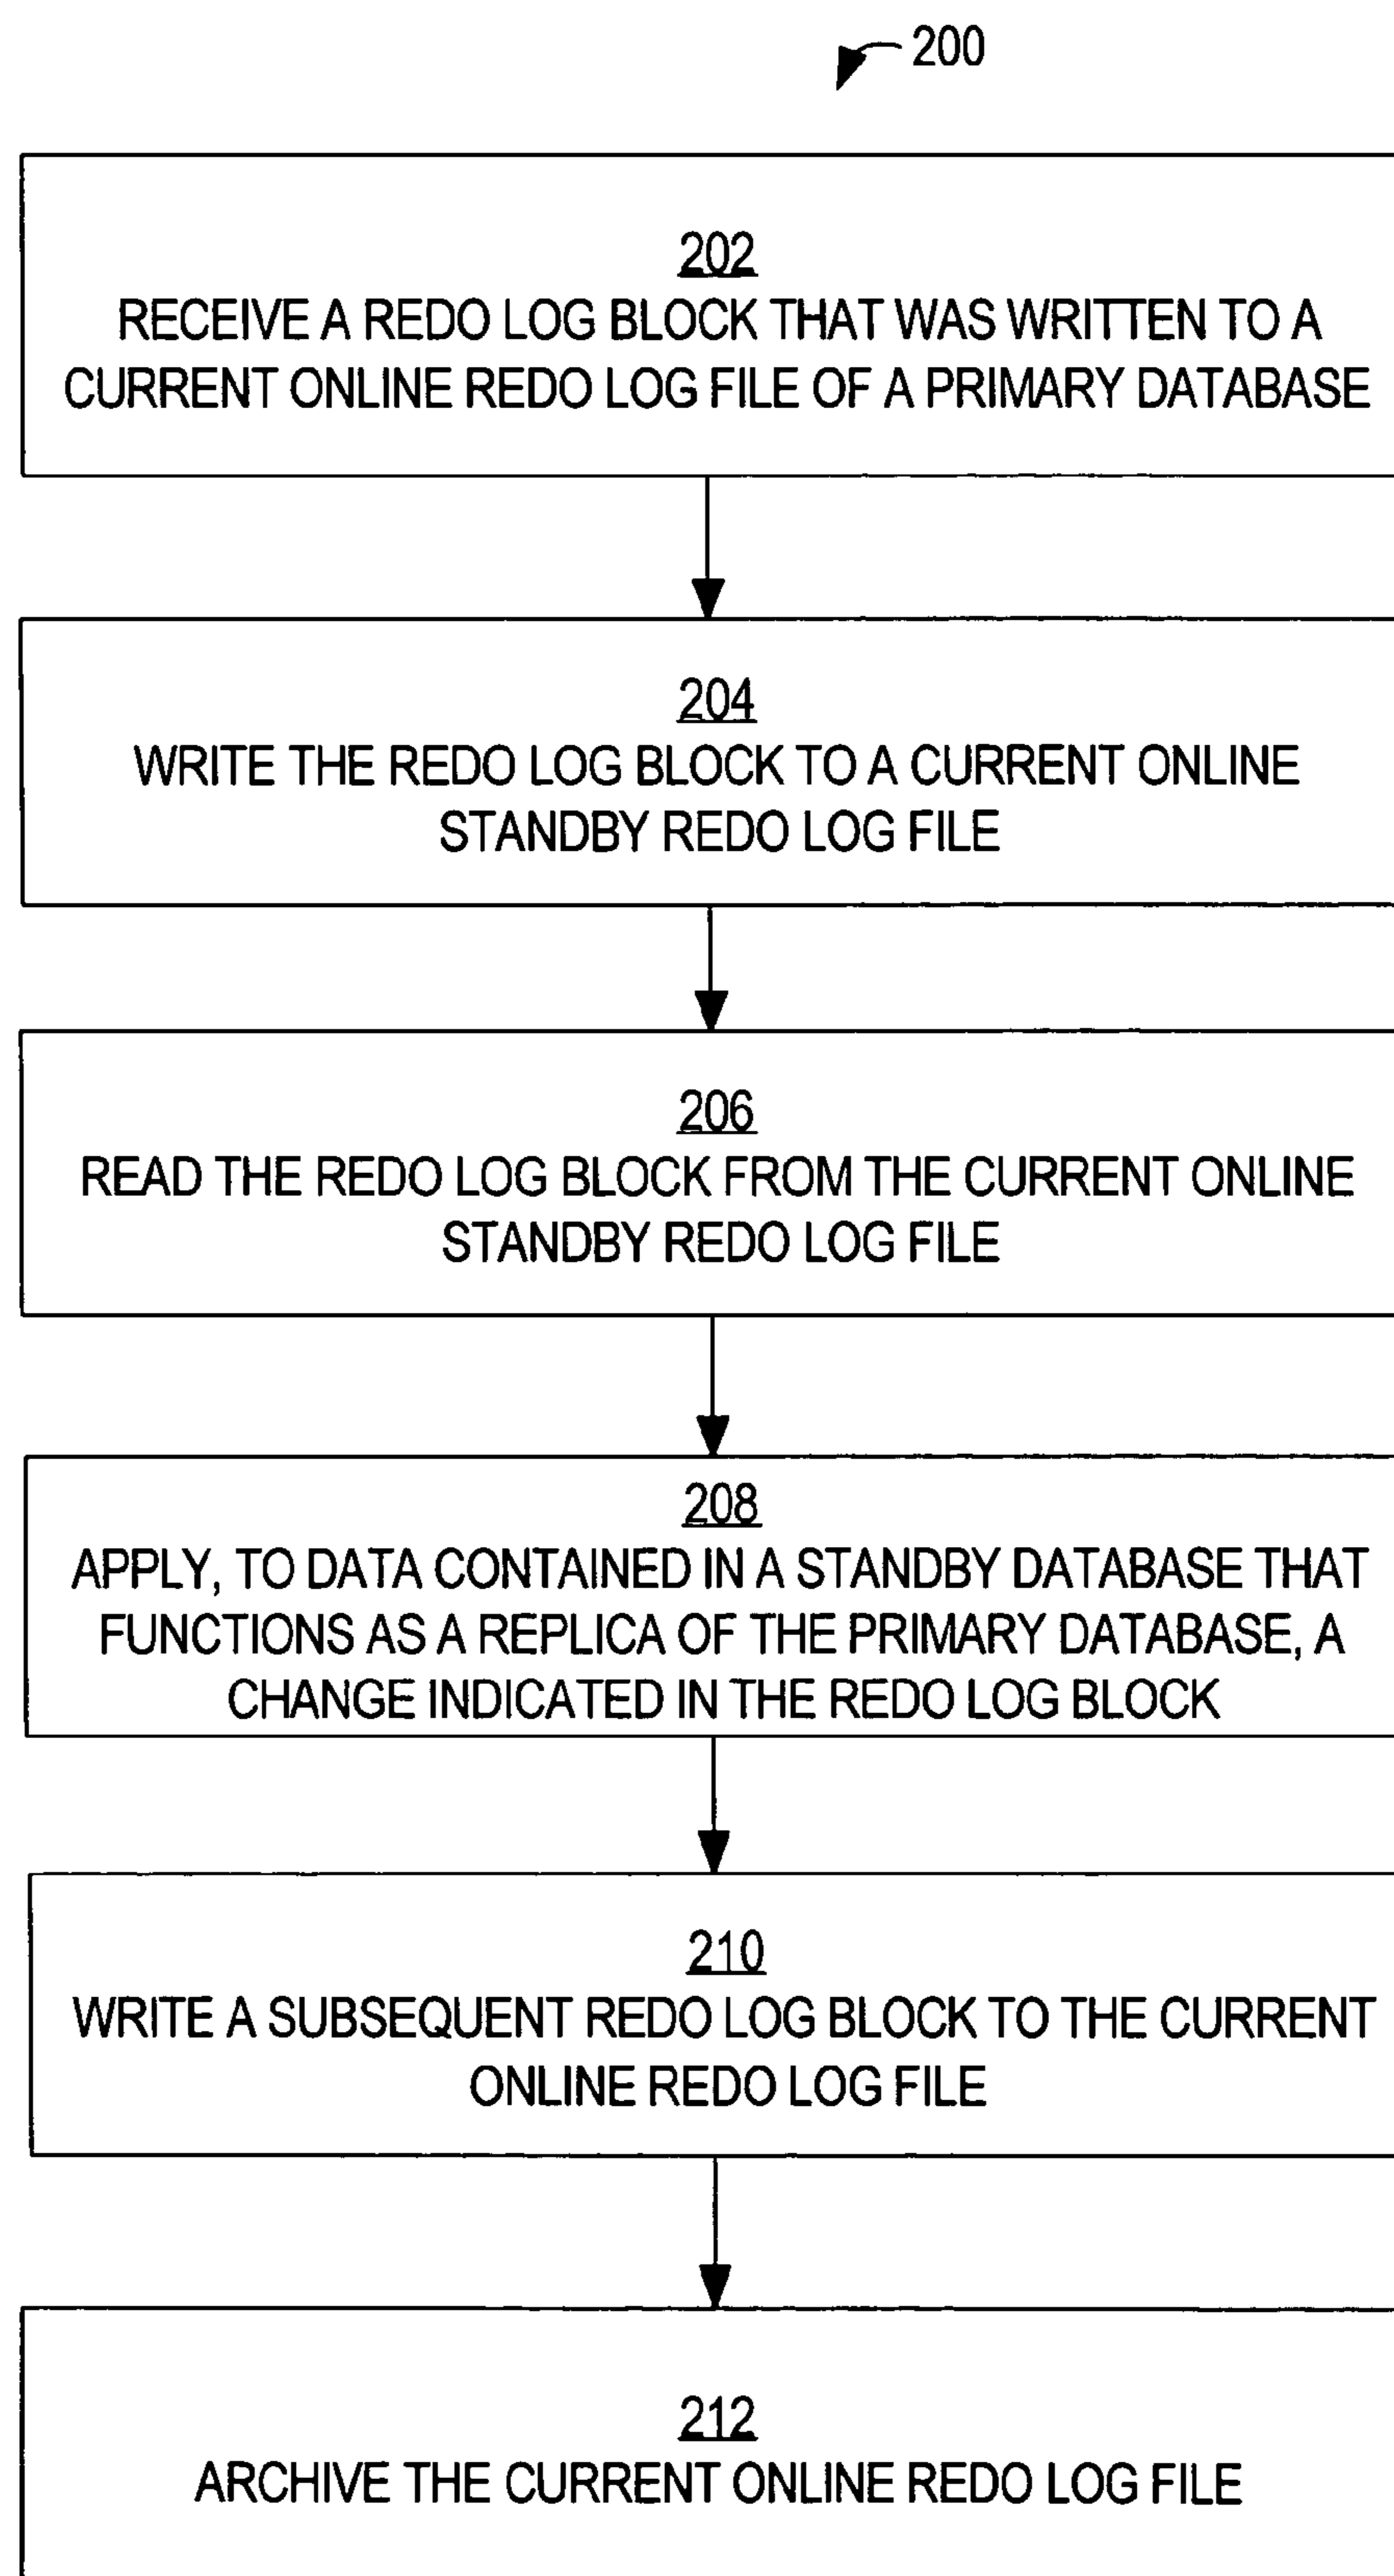 200
202
RECEIVE A REDO LOG BLOCK THAT WAS WRITTEN TO A
CURRENT ONLINE REDO LOG FILE OF A PRIMARY DATABASE
204
WRITE THE REDO LOG BLOCK TO A CURRENT ONLINE
STANDBY REDO LOG FILE
206
READ THE REDO LOG BLOCK FROM THE CURRENT ONLINE
STANDBY REDO LOG FILE
208
APPLY, TO DATA CONTAINED IN A STANDBY DATABASE THAT
FUNCTIONS AS A REPLICA OF THE PRIMARY DATABASE, A
CHANGE INDICATED IN THE REDO LOG BLOCK
210
WRITE A SUBSEQUENT REDO LOG BLOCK TO THE CURRENT
ONLINE REDO LOG FILE
212
ARCHIVE THE CURRENT ONLINE REDO LOG FILE